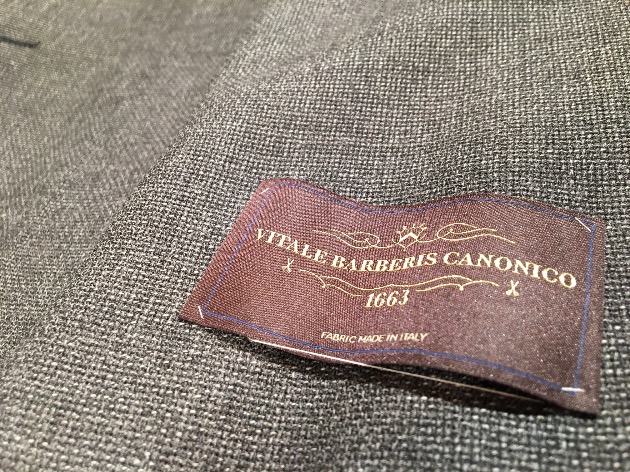 VITALE BARBERIS CANONICO
1663
FABRIC MADE IN ITALY